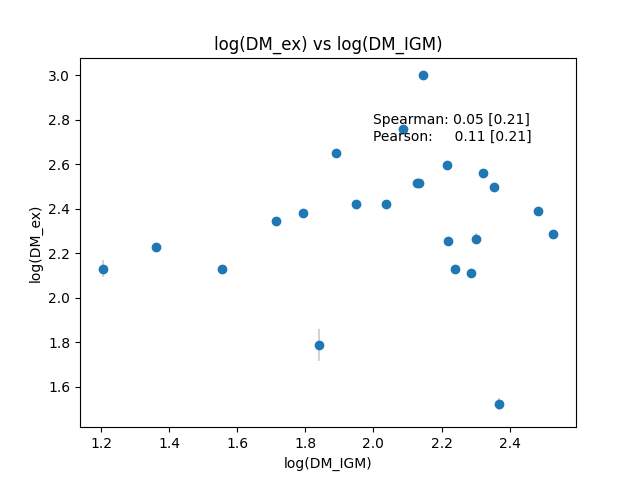 log(DM_ex) vs log(DM_IGM)
3.0
2.8
2.6
2.4
2.2
2.0
1.8
1.6
log(DM_ex)
Spearman: 0.05 [0.21]
Pearson: 0.11 [0.21]
1.2 1.4 1.6 1.8 2.0 2.2 2.4
log(DM_IGM)